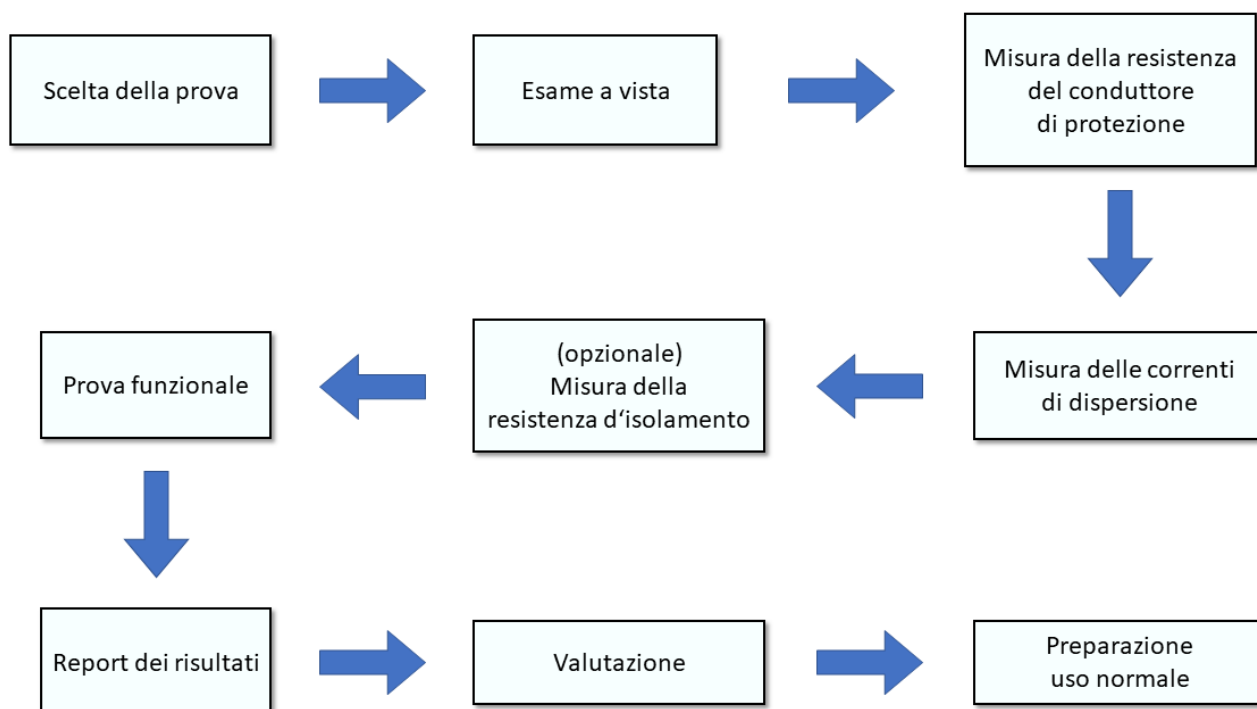 Scelta della prova
Esame a vista
Misura della resistenza
del conduttore
di protezione
Misura delle correnti
di dispersione
(opzionale)
Misura della
resistenza d‘isolamento
Prova funzionale
Report dei risultati
Valutazione
Preparazione
uso normale